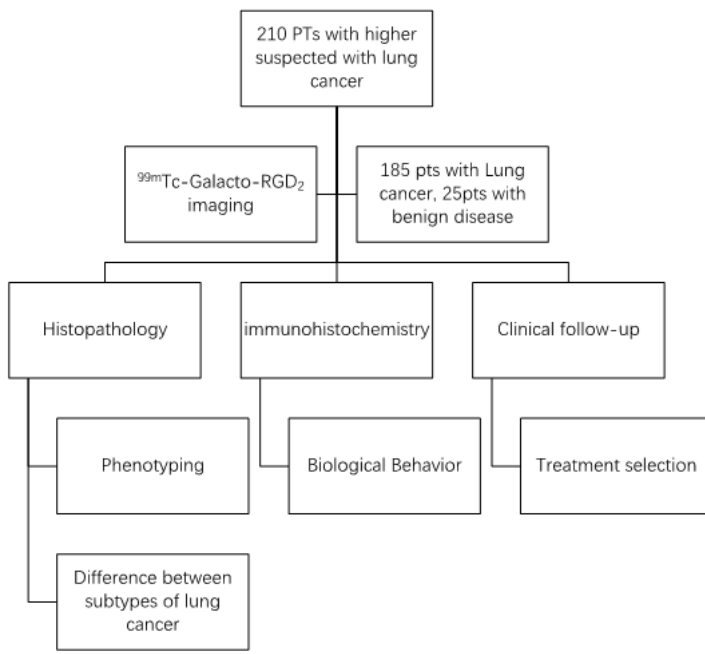 210 PTs with higher
suspected with lung
cancer
⁹⁹ᵐTc-Galacto-RGD₂
imaging
185 pts with Lung
cancer, 25pts with
benign disease
Histopathology
immunohistochemistry
Clinical follow-up
Phenotyping
Biological Behavior
Treatment selection
Difference between
subtypes of lung
cancer